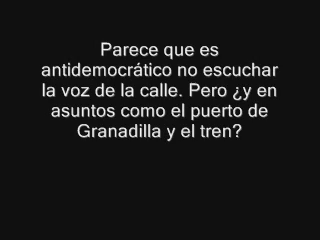 Parece que es
antidemocrático no escuchar
la voz de la calle. Pero ¿y en
asuntos como el puerto de
Granadilla y el tren?